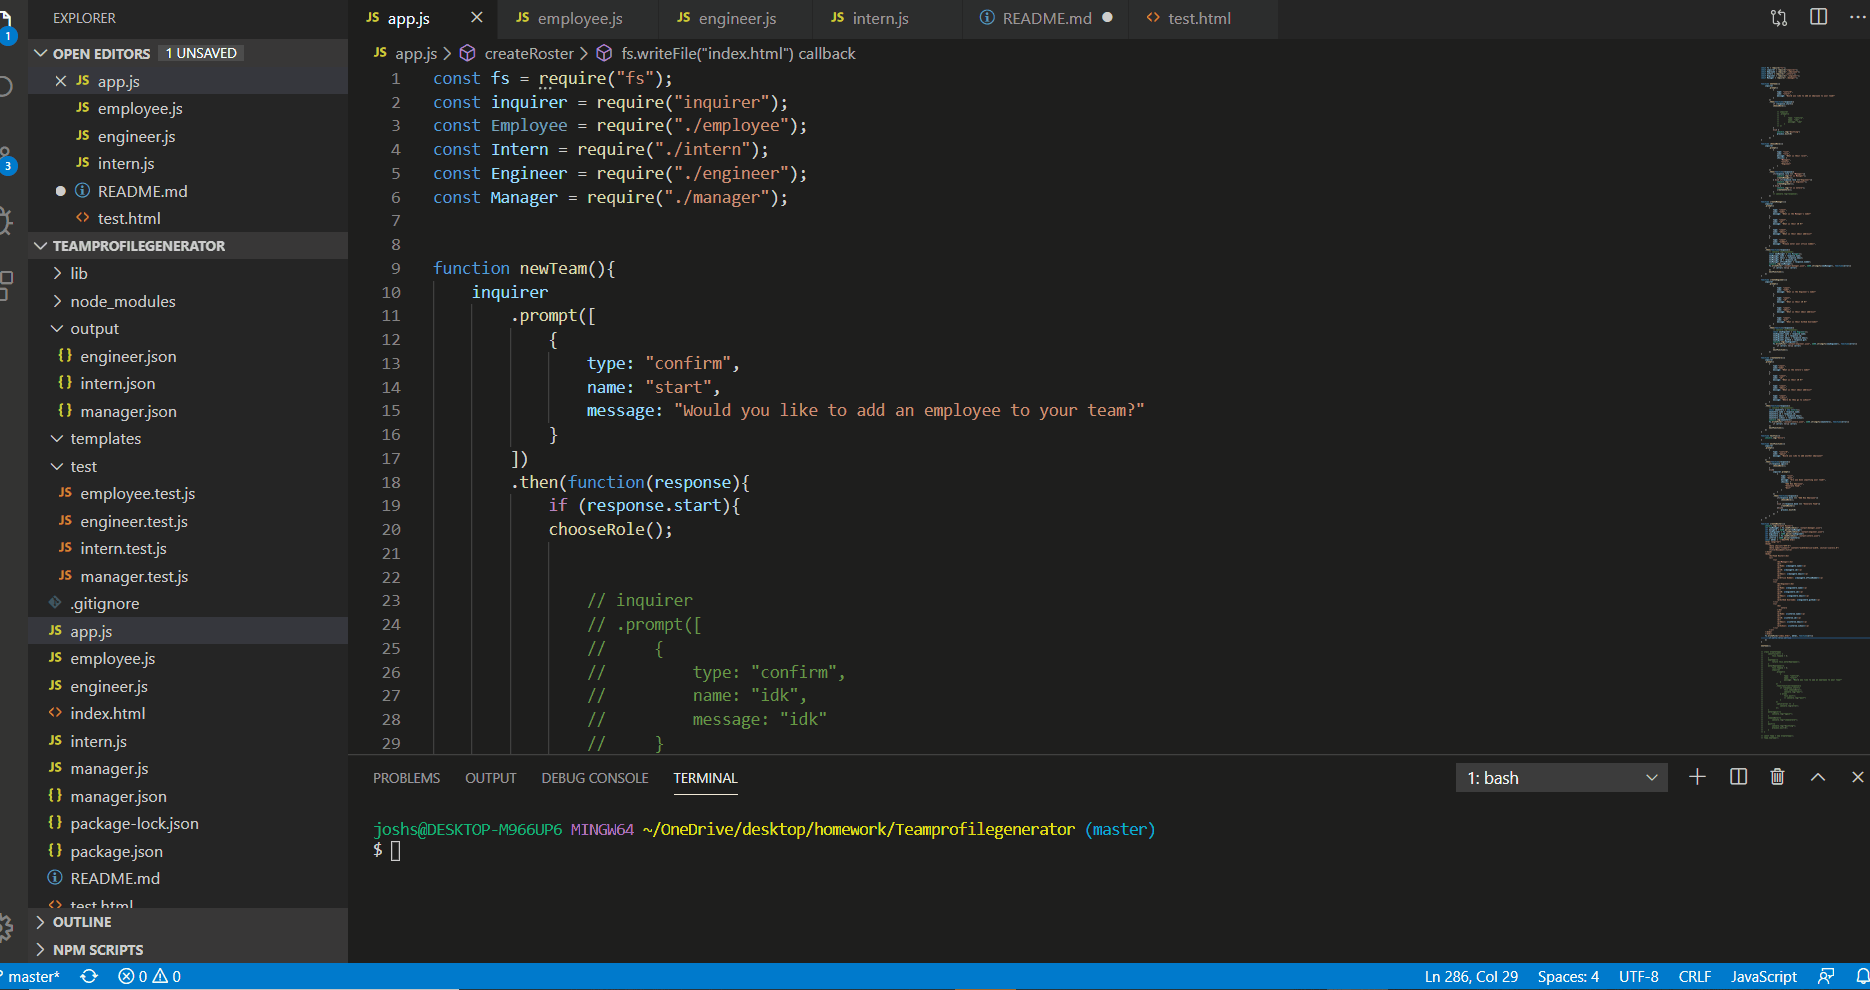 EXPLORER
OPEN EDITORS 1 UNSAVED
JS app.js
JS employee.js
JS engineer.js
JS intern.js
README.md
<> test.html
TEAMPROFILEGENERATOR
lib
node_modules
output
{} engineer.json
{} intern.json
{} manager.json
templates
test
JS employee.test.js
JS engineer.test.js
JS intern.test.js
JS manager.test.js
.gitignore
JS app.js
JS employee.js
JS engineer.js
<> index.html
JS intern.js
JS manager.js
{} manager.json
{} package-lock.json
{} package.json
README.md
<> test.html
OUTLINE
NPM SCRIPTS
1
3
JS app.js JS employee.js JS engineer.js JS intern.js README.md <> test.html
JS app.js > createRoster > fs.writeFile("index.html") callback
1 const fs = require("fs");
2 const inquirer = require("inquirer");
3 const Employee = require("./employee");
4 const Intern = require("./intern");
5 const Engineer = require("./engineer");
6 const Manager = require("./manager");
7
8
9 function newTeam(){
10 inquirer
11 .prompt([
12 {
13 type: "confirm",
14 name: "start",
15 message: "Would you like to add an employee to your team?"
16 }
17 ])
18 .then(function(response){
19 if (response.start){
20 chooseRole();
21
22
23 // inquirer
24 // .prompt([
25 // {
26 // type: "confirm",
27 // name: "idk",
28 // message: "idk"
29 // }
PROBLEMS OUTPUT DEBUG CONSOLE TERMINAL 1: bash
joshs@DESKTOP-M966UP6 MINGW64 ~/OneDrive/desktop/homework/Teamprofilegenerator (master)
$
master* 0 0 Ln 286, Col 29 Spaces: 4 UTF-8 CRLF JavaScript